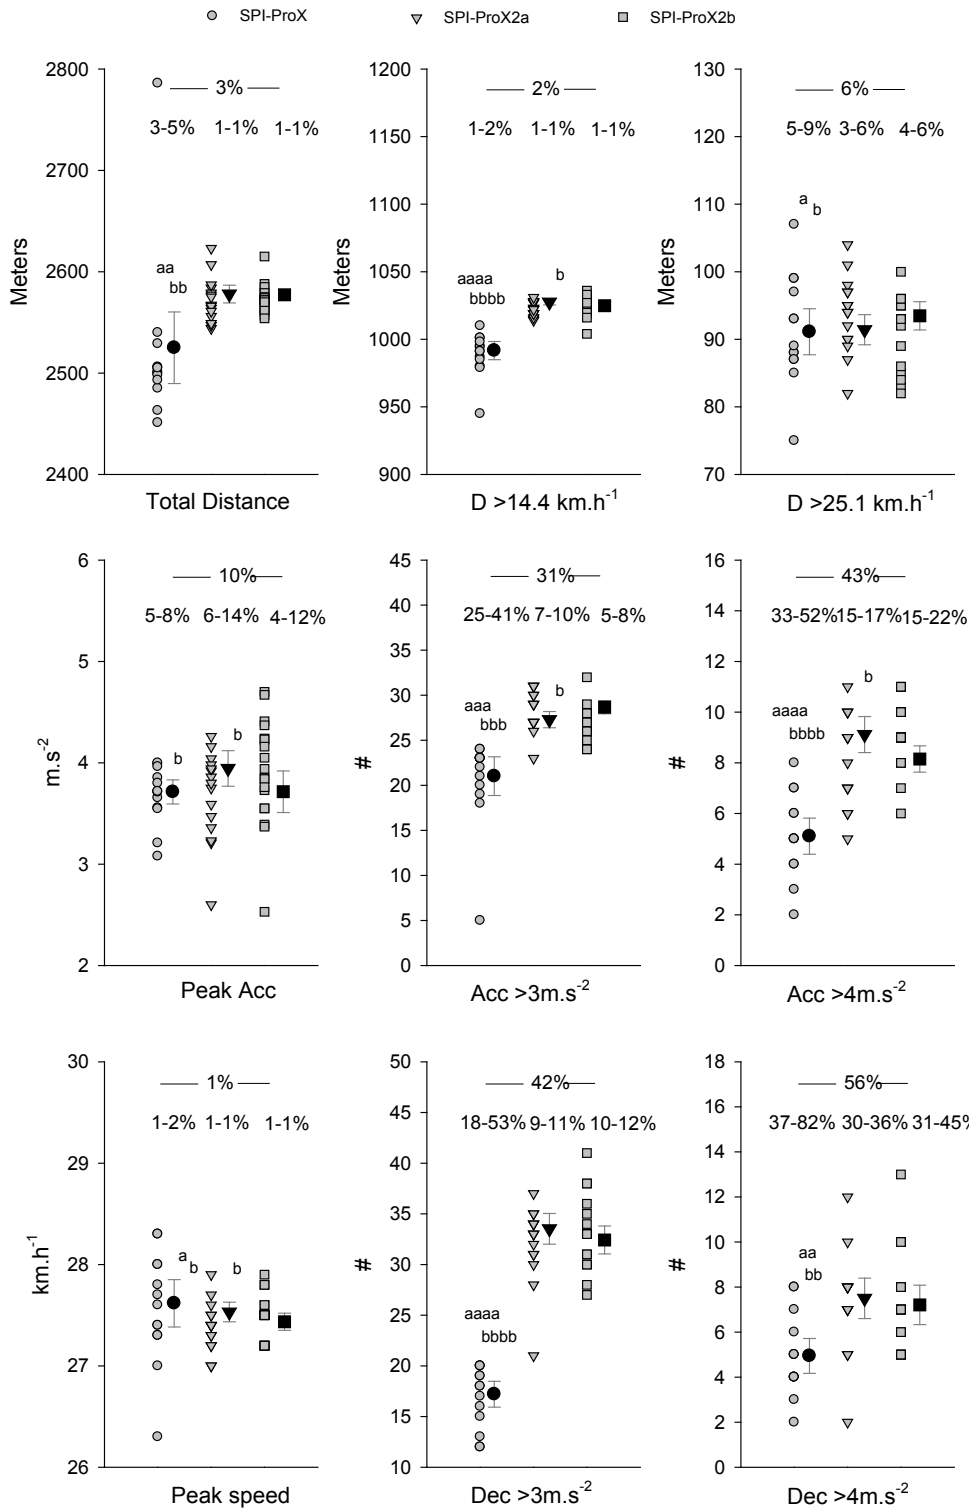 SPI-ProX SPI-ProX2a SPI-ProX2b
2800 2700 2600 2500 2400
Meters
3%
3-5% 1-1% 1-1%
aa
bb
Total Distance
1200 1150 1100 1050 1000 950 900
Meters
2%
1-2% 1-1% 1-1%
aaaa
bbbb
b
D >14.4 km.h-1
130 120 110 100 90 80 70
Meters
6%
5-9% 3-6% 4-6%
a
b
D >25.1 km.h-1
6 5 4 3 2
m.s-2
10%
5-8% 6-14% 4-12%
b
b
Peak Acc
45 40 35 30 25 20 15 10 5 0
#
31%
25-41% 7-10% 5-8%
aaa
bbb
b
Acc >3m.s-2
16 14 12 10 8 6 4 2 0
#
43%
33-52% 15-17% 15-22%
aaaa
bbbb
b
Acc >4m.s-2
30 29 28 27 26
km.h-1
1%
1-2% 1-1% 1-1%
a
b
b
Peak speed
50 45 40 35 30 25 20 15 10
#
42%
18-53% 9-11% 10-12%
aaaa
bbbb
Dec >3m.s-2
18 16 14 12 10 8 6 4 2 0
#
56%
37-82% 30-36% 31-45%
aa
bb
Dec >4m.s-2